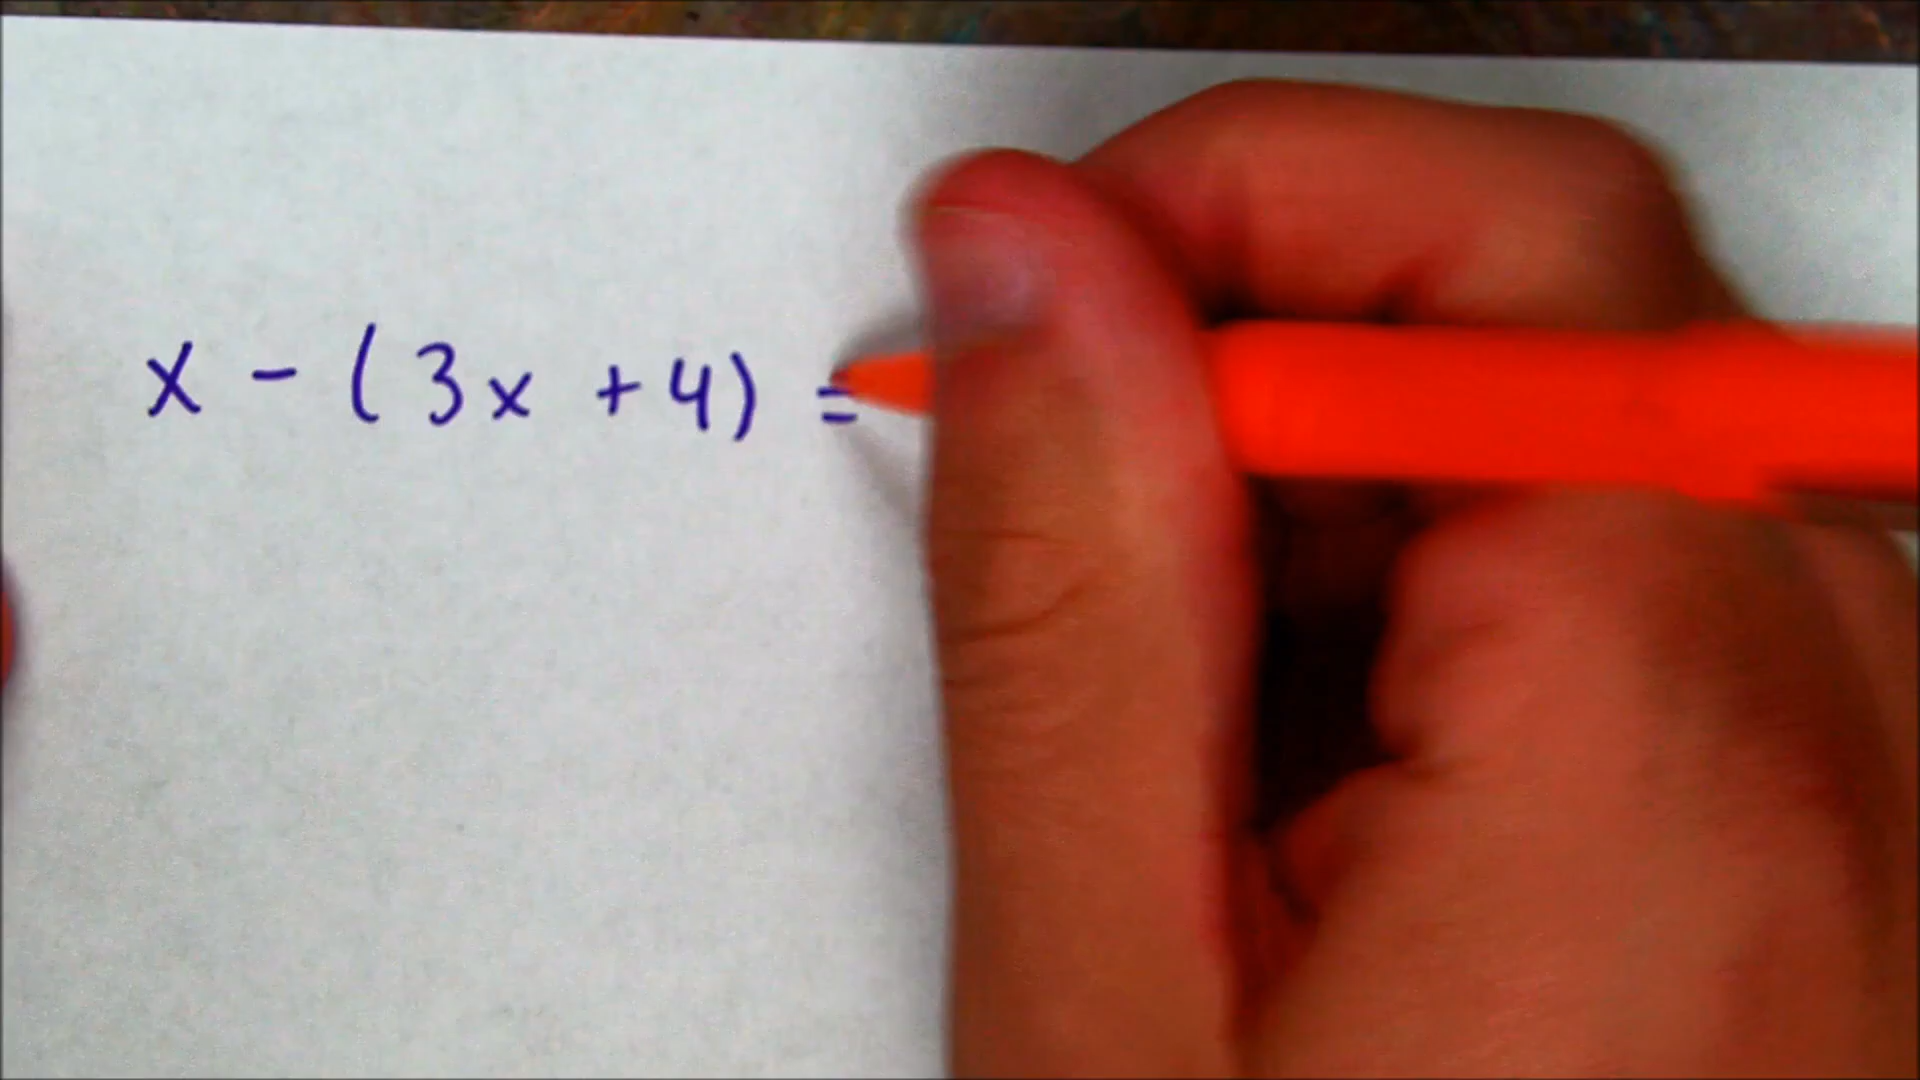 x - (3x + 4) =